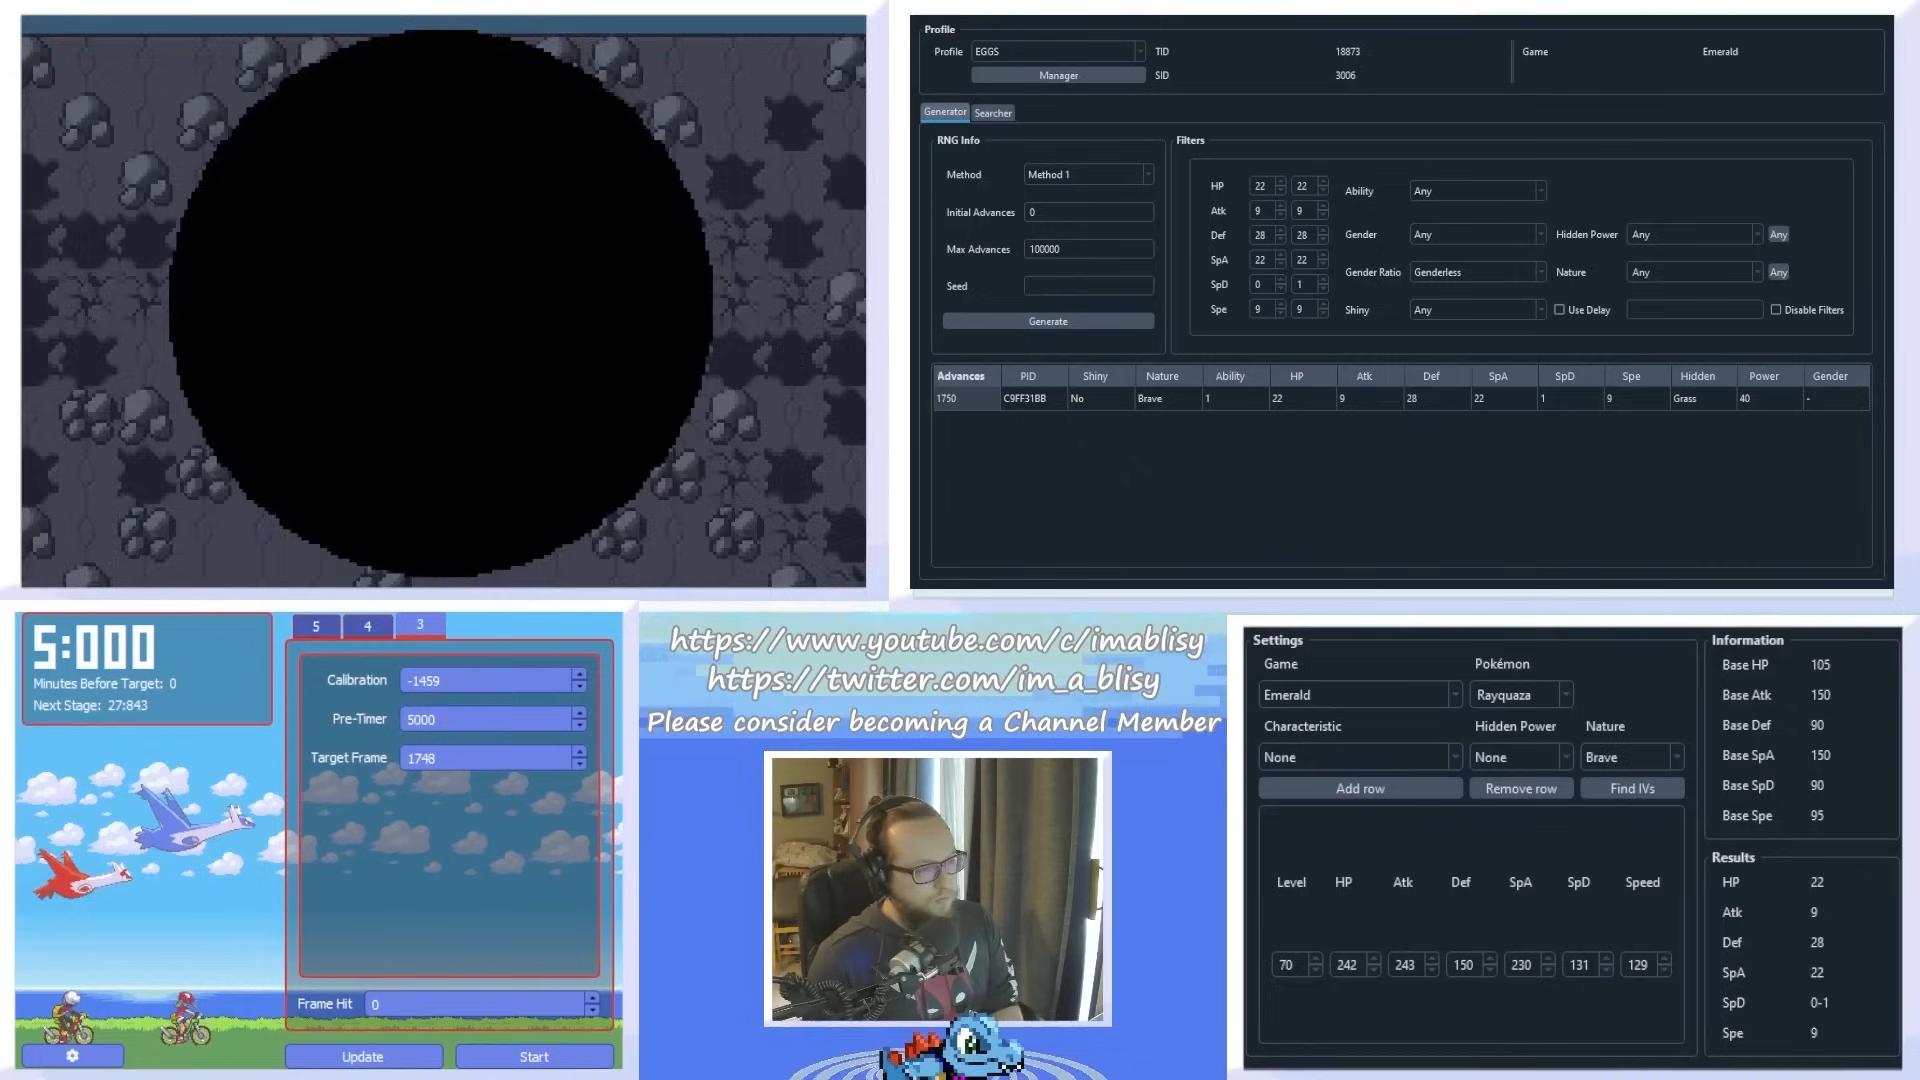 Profile
Profile EGGS TID 18873 Game Emerald
Manager SID 3006
Generator Searcher
RNG Info
Method Method 1
Initial Advances 0
Max Advances 100000
Seed
Generate
Filters
HP 22 22 Ability Any
Atk 9 9
Def 28 28 Gender Any Hidden Power Any Any
SpA 22 22
Gender Ratio Genderless Nature Any Any
SpD 0 1
Spe 9 9 Shiny Any Use Delay Disable Filters
Advances PID Shiny Nature Ability HP Atk Def SpA SpD Spe Hidden Power Gender
1750 C9FF31BB No Brave 1 22 9 28 22 1 9 Grass 40 -
5:000
Minutes Before Target: 0
Next Stage: 27:843
5 4 3
Calibration -1459
Pre-Timer 5000
Target Frame 1748
Frame Hit 0
Update Start
https://www.youtube.com/c/imablisy
https://twitter.com/im_a_blisy
Please consider becoming a Channel Member
Settings
Game Pokémon
Emerald Rayquaza
Characteristic Hidden Power Nature
None None Brave
Add row Remove row Find IVs
Level HP Atk Def SpA SpD Speed
70 242 243 150 230 131 129
Information
Base HP 105
Base Atk 150
Base Def 90
Base SpA 150
Base SpD 90
Base Spe 95
Results
HP 22
Atk 9
Def 28
SpA 22
SpD 0-1
Spe 9